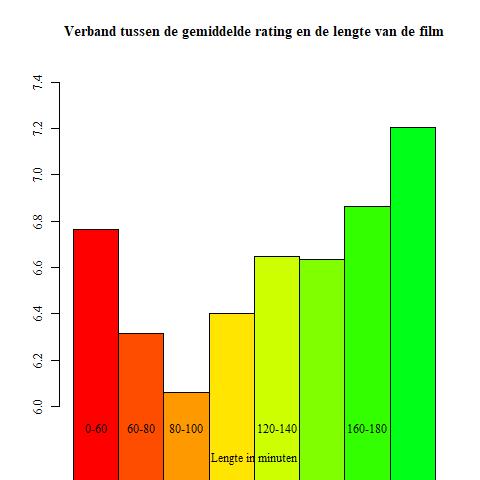 Verband tussen de gemiddelde rating en de lengte van de film
7.4
7.2
7.0
6.8
6.6
6.4
6.2
6.0
0-60 60-80 80-100 120-140 160-180
Lengte in minuten